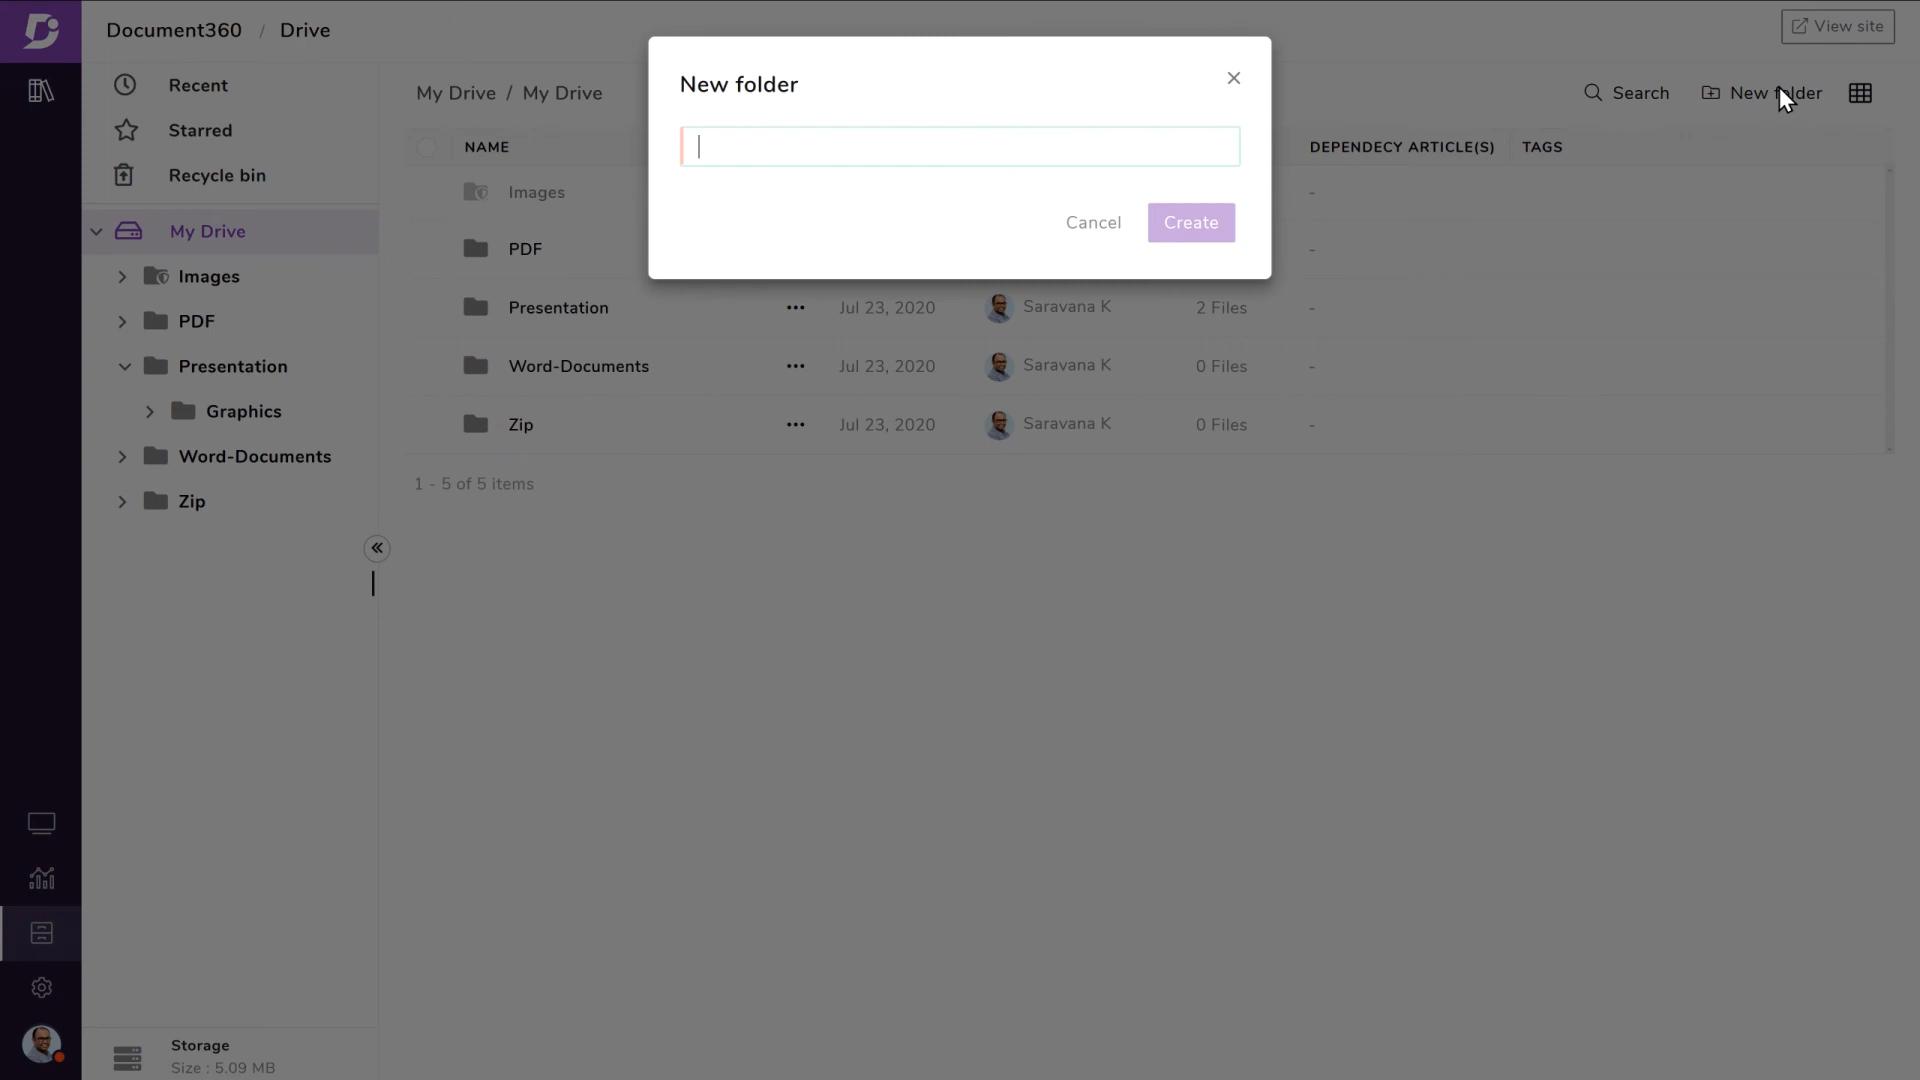 Document360 / Drive
View site
Recent
Starred
Recycle bin
My Drive
Images
PDF
Presentation
Graphics
Word-Documents
Zip
Storage
Size : 5.09 MB
My Drive / My Drive
Search
New folder
NAME DEPENDECY ARTICLE(S) TAGS
Images -
PDF -
Presentation ••• Jul 23, 2020 Saravana K 2 Files -
Word-Documents ••• Jul 23, 2020 Saravana K 0 Files -
Zip ••• Jul 23, 2020 Saravana K 0 Files -
1 - 5 of 5 items
New folder
Cancel Create